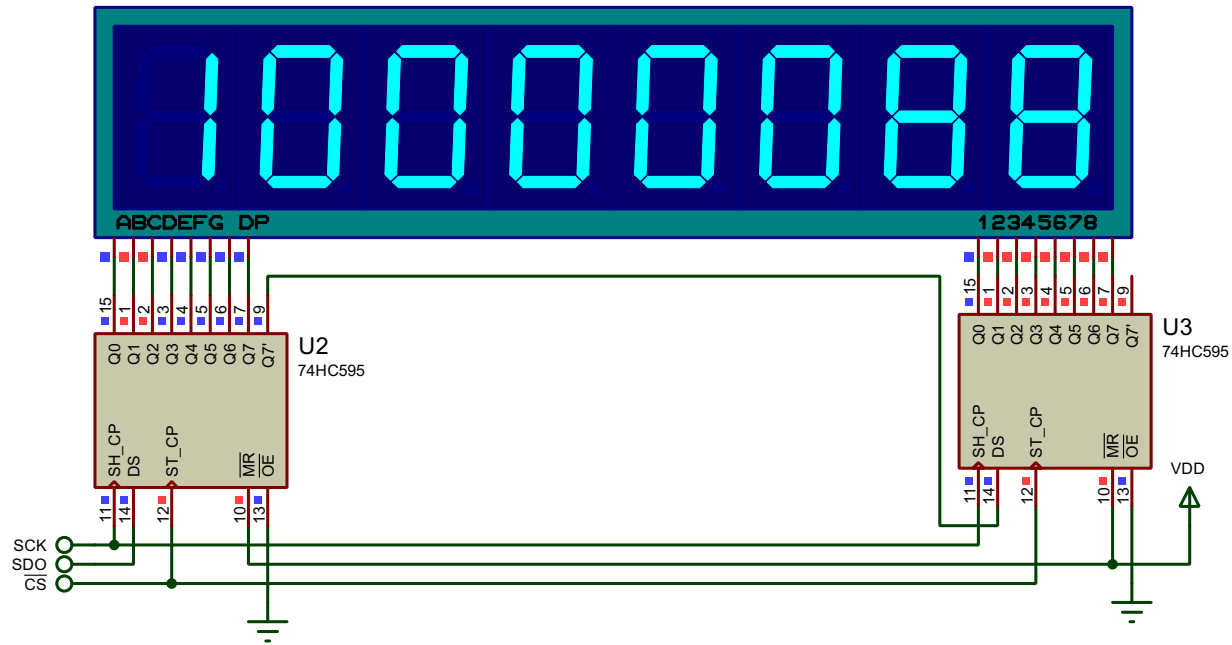 10000088
ABCDEFG DP
12345678
15
1
2
3
4
5
6
7
9
Q0
Q1
Q2
Q3
Q4
Q5
Q6
Q7
Q7'
SH_CP
DS
ST_CP
MR
OE
11
14
12
10
13
U2
74HC595
15
1
2
3
4
5
6
7
9
Q0
Q1
Q2
Q3
Q4
Q5
Q6
Q7
Q7'
SH_CP
DS
ST_CP
MR
OE
11
14
12
10
13
U3
74HC595
VDD
SCK
SDO
CS